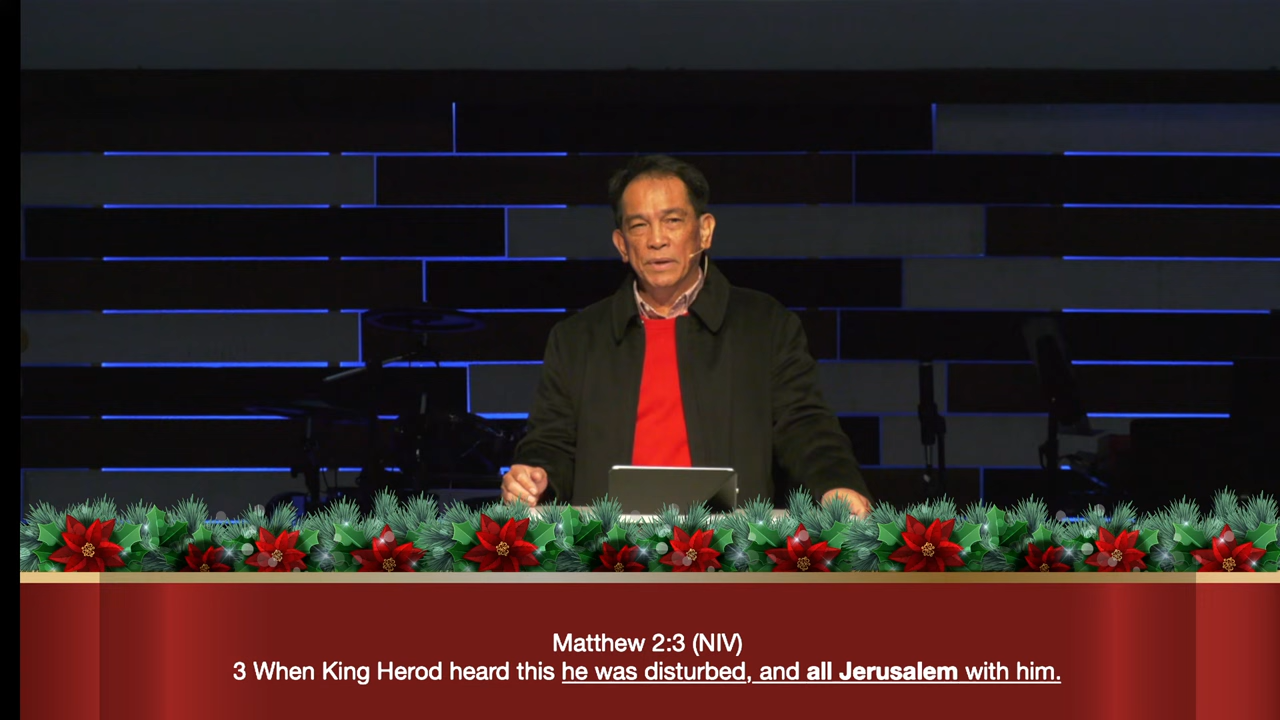 Matthew 2:3 (NIV)
3 When King Herod heard this he was disturbed, and all Jerusalem with him.